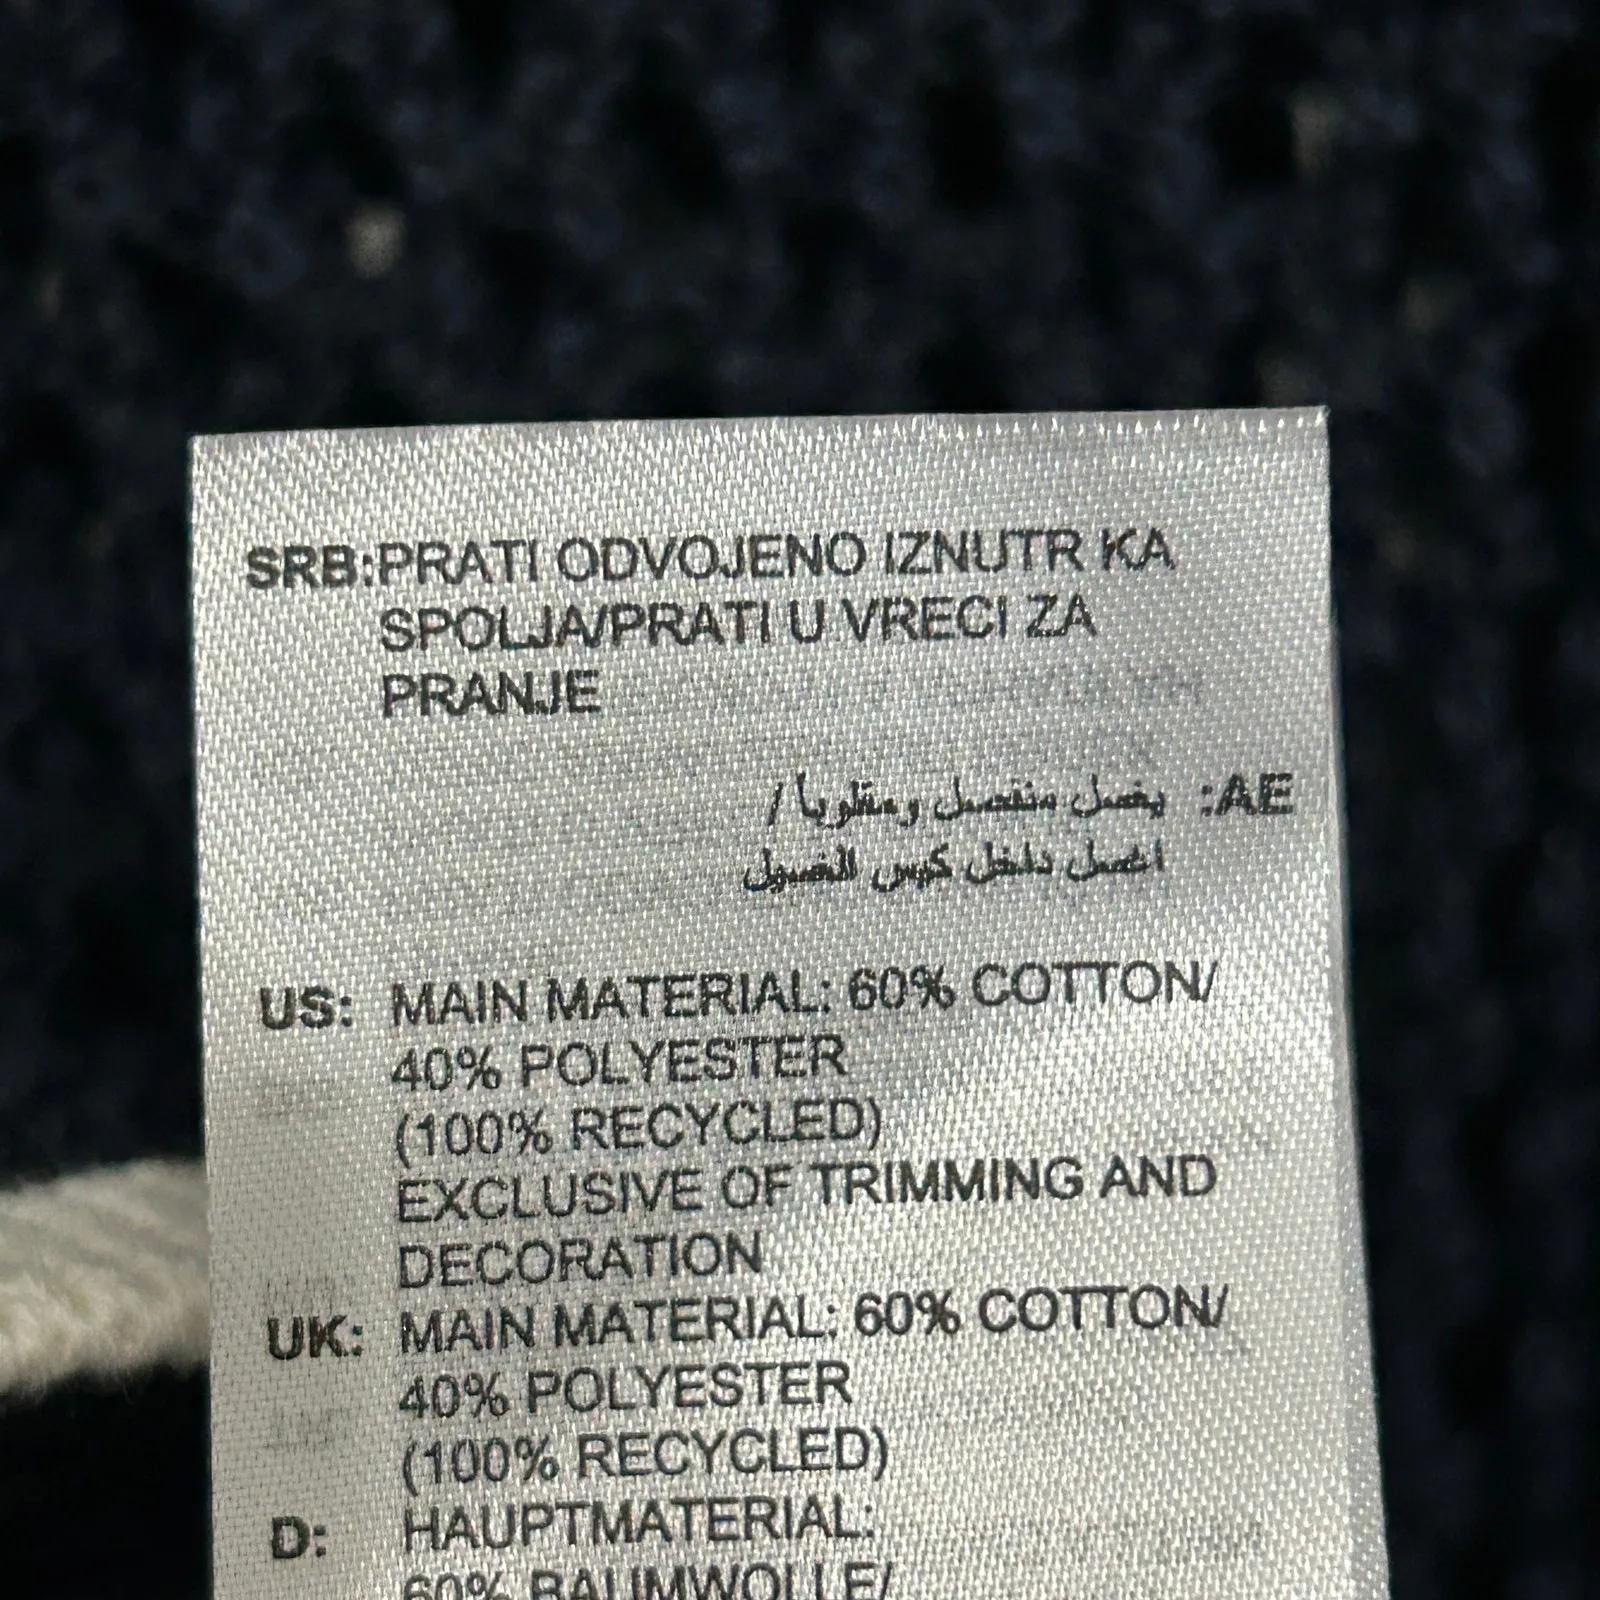 SRB:PRATI ODVOJENO IZNUTR KA
SPOLJA/PRATI U VRECI ZA
PRANJE
AE: يغسل منفصل ومقلوبا /
اغسل داخل كيس الغسيل
US: MAIN MATERIAL: 60% COTTON/
40% POLYESTER
(100% RECYCLED)
EXCLUSIVE OF TRIMMING AND
DECORATION
UK: MAIN MATERIAL: 60% COTTON/
40% POLYESTER
(100% RECYCLED)
D: HAUPTMATERIAL:
60% BAUMWOLLE/